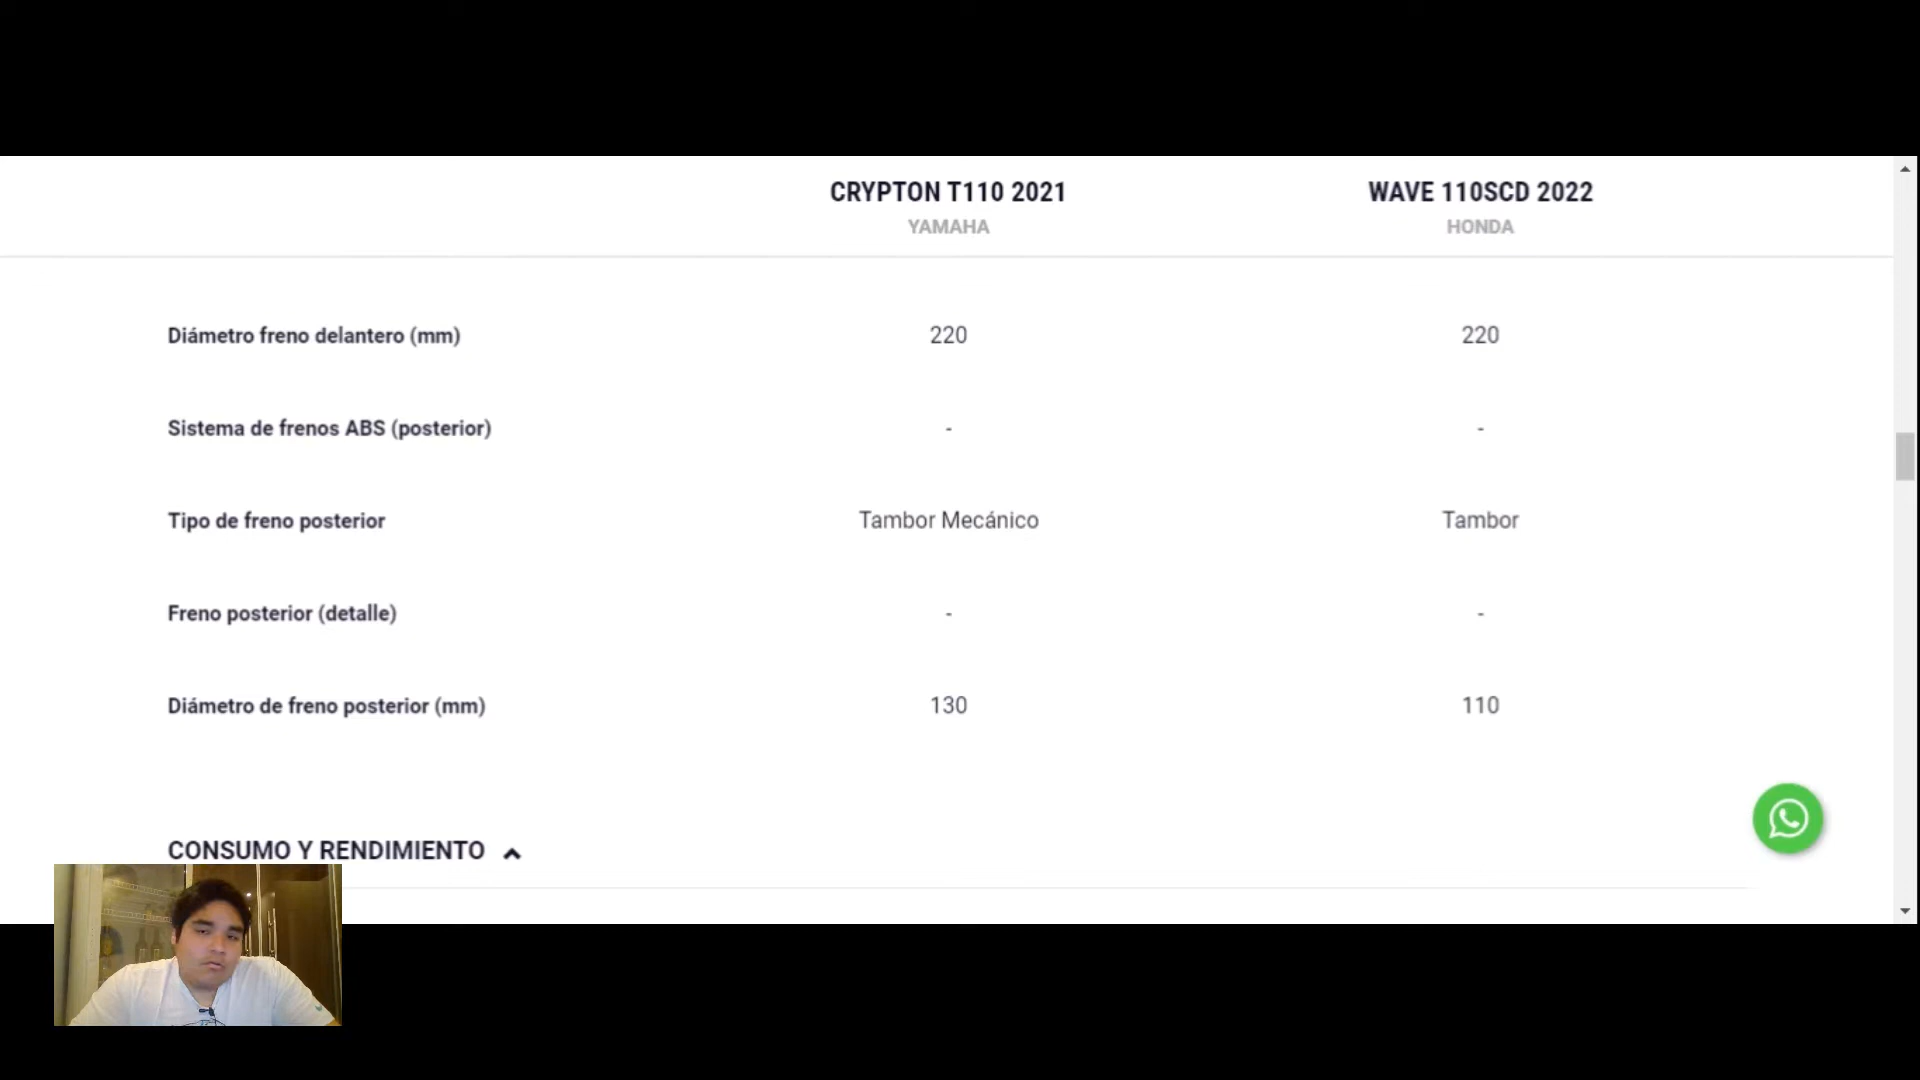 CRYPTON T110 2021 WAVE 110SCD 2022
YAMAHA HONDA
Diámetro freno delantero (mm) 220 220
Sistema de frenos ABS (posterior) - -
Tipo de freno posterior Tambor Mecánico Tambor
Freno posterior (detalle) - -
Diámetro de freno posterior (mm) 130 110
CONSUMO Y RENDIMIENTO